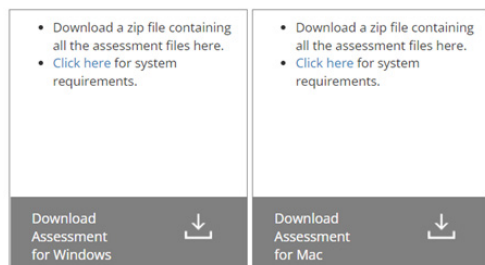 • Download a zip file containing
all the assessment files here.
• Click here for system
requirements.
Download
Assessment
for Windows
• Download a zip file containing
all the assessment files here.
• Click here for system
requirements.
Download
Assessment
for Mac